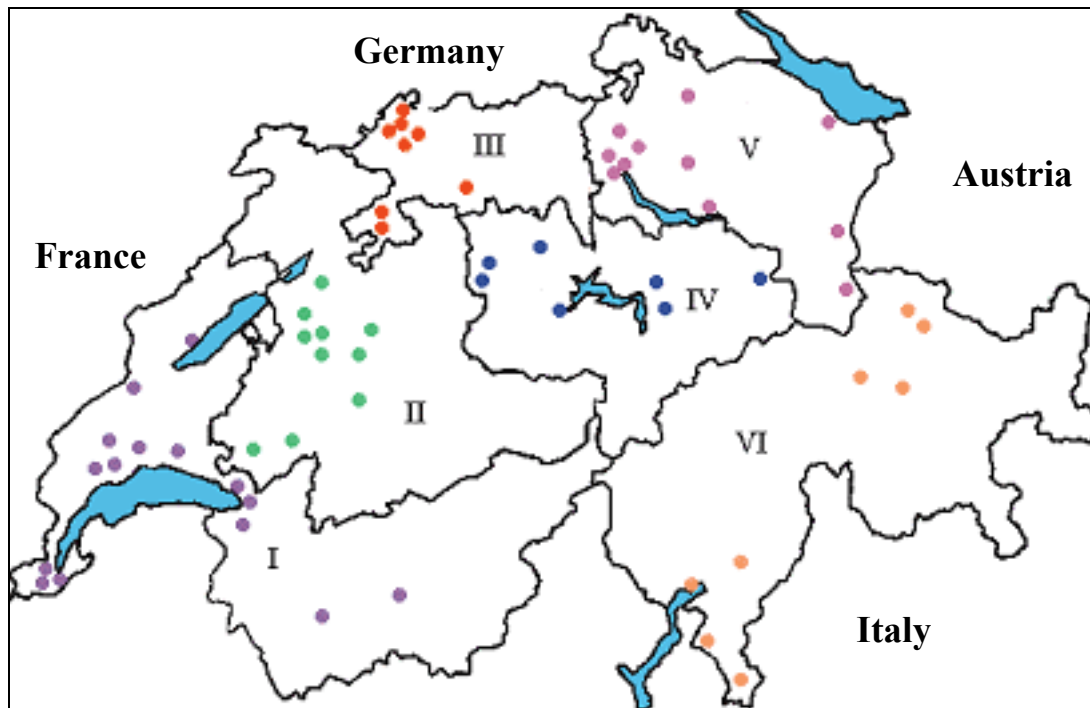 Germany
III
V
Austria
France
IV
II
VI
I
Italy